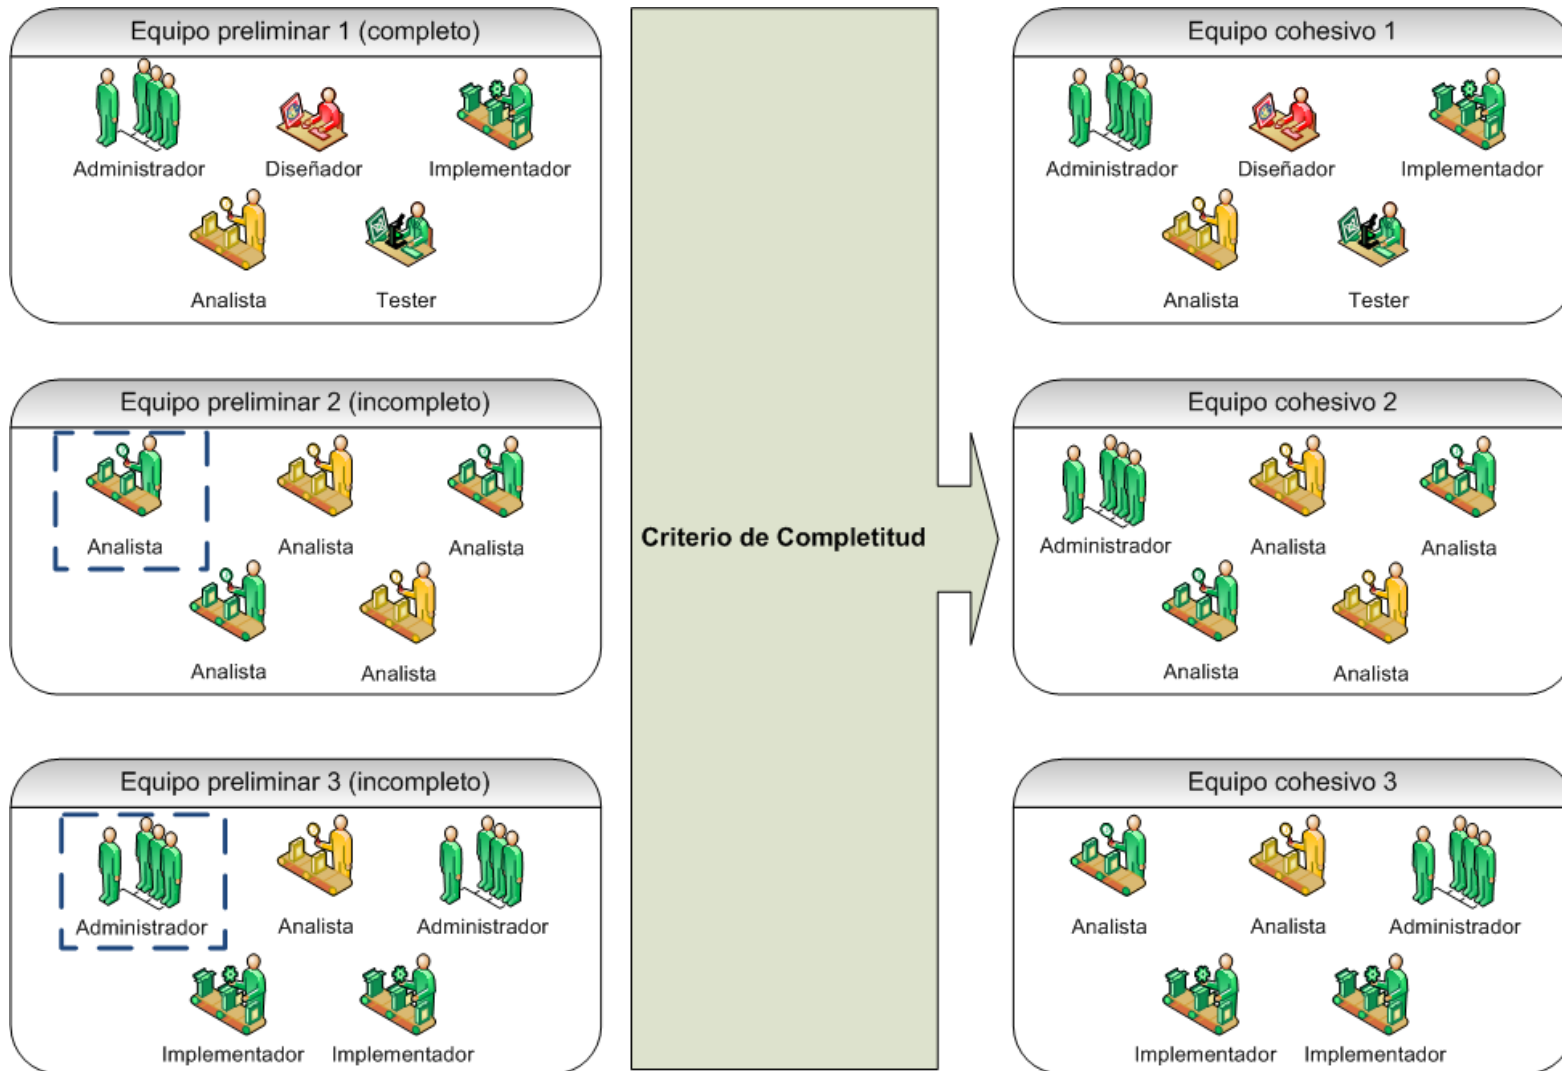 Equipo preliminar 1 (completo)
Administrador
Diseñador
Implementador
Analista
Tester
Equipo preliminar 2 (incompleto)
Analista
Analista
Analista
Analista
Analista
Equipo preliminar 3 (incompleto)
Administrador
Analista
Administrador
Implementador
Implementador
Criterio de Completitud
Equipo cohesivo 1
Administrador
Diseñador
Implementador
Analista
Tester
Equipo cohesivo 2
Administrador
Analista
Analista
Analista
Analista
Equipo cohesivo 3
Analista
Analista
Administrador
Implementador
Implementador